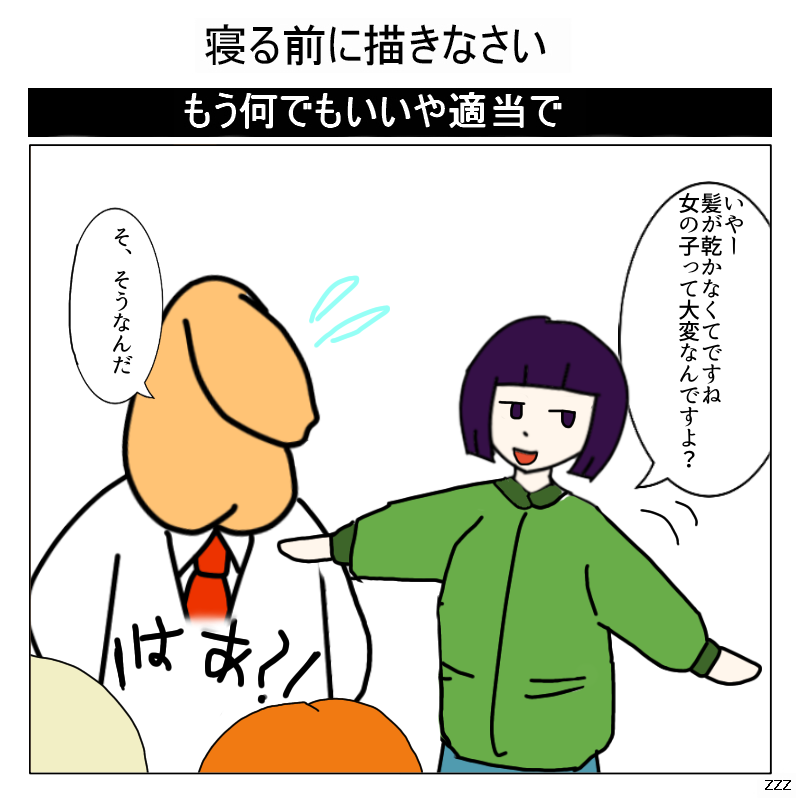 寝る前に描きなさい
もう何でもいいや適当で
いやー
髪が乾かなくてですね
女の子って大変なんですよ？
そ、そうなんだ
はあ？
zzz